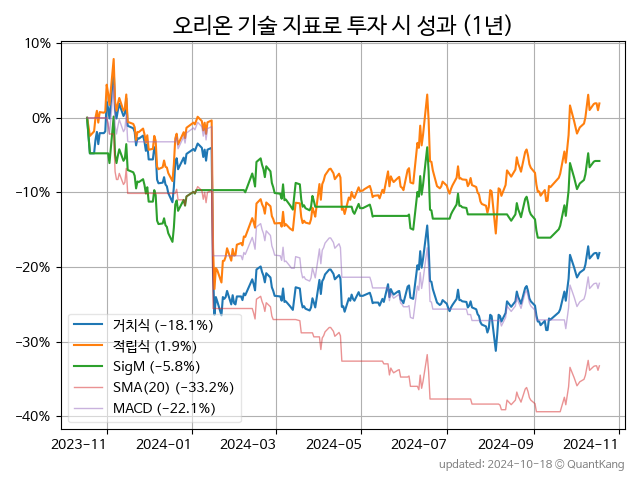 오리온 기술 지표로 투자 시 성과 (1년)
10%
0%
−10%
−20%
−30%
−40%
거치식 (−18.1%)
적립식 (1.9%)
SigM (−5.8%)
SMA(20) (−33.2%)
MACD (−22.1%)
2023-11
2024-01
2024-03
2024-05
2024-07
2024-09
2024-11
updated: 2024-10-18 © QuantKang